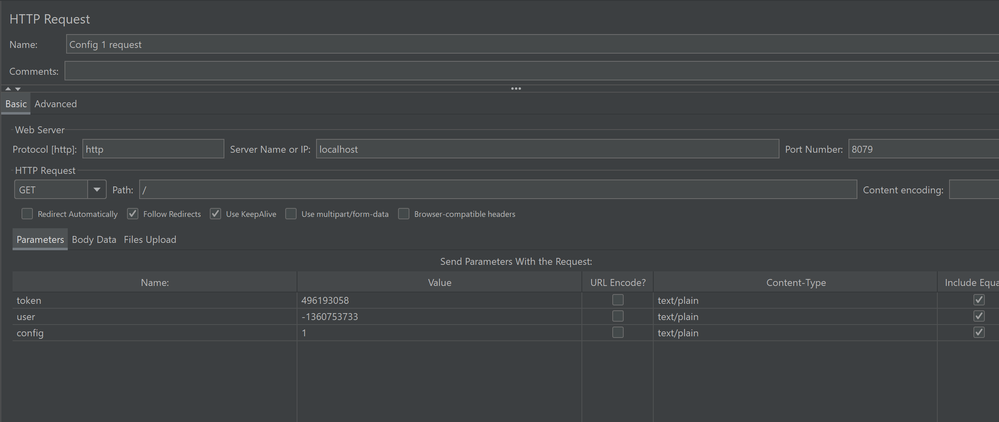 HTTP Request
Name: Config 1 request
Comments:
Basic Advanced
Web Server
Protocol [http]: http Server Name or IP: localhost Port Number: 8079
HTTP Request
GET Path: / Content encoding:
Redirect Automatically Follow Redirects Use KeepAlive Use multipart/form-data Browser-compatible headers
Parameters Body Data Files Upload
Send Parameters With the Request:
Name: Value URL Encode? Content-Type Include Equa
token 496193058 text/plain
user -1360753733 text/plain
config 1 text/plain